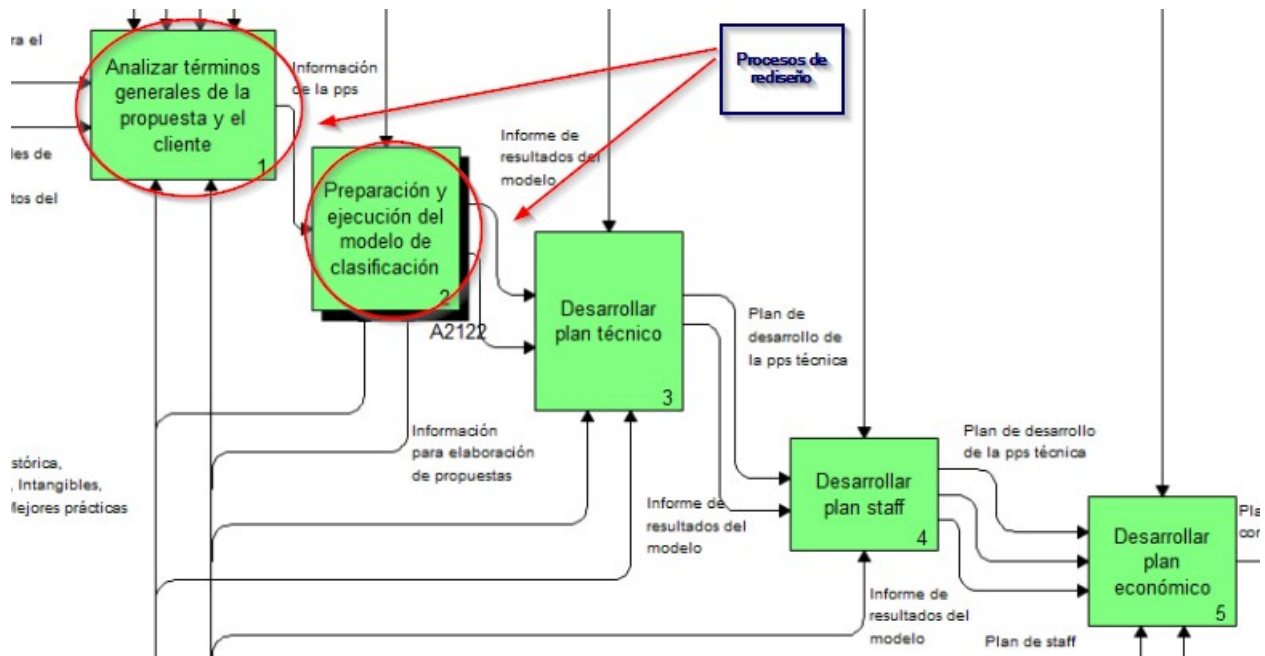 ra el
Analizar términos
generales de la
propuesta y el
cliente
1
Información
de la pps
Procesos de
rediseño
les de
tos del
Preparación y
ejecución del
modelo de
clasificación
2
A2122
Informe de
resultados del
modelo
Desarrollar
plan técnico
3
Plan de
desarrollo de
la pps técnica
Información
para elaboración
de propuestas
stórica,
, Intangibles,
Mejores prácticas
Informe de
resultados del
modelo
Desarrollar
plan staff
4
Plan de desarrollo
de la pps técnica
Informe de
resultados del
modelo
Desarrollar
plan
económico
5
Pla
con
Plan de staff